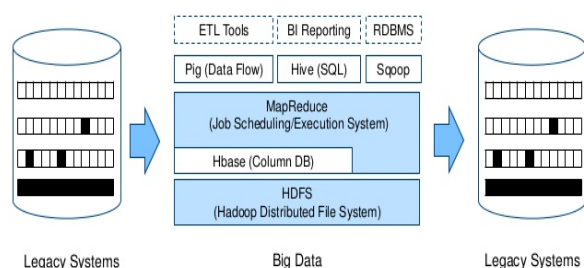 ETL Tools
BI Reporting
RDBMS
Pig (Data Flow)
Hive (SQL)
Sqoop
MapReduce
(Job Scheduling/Execution System)
Hbase (Column DB)
HDFS
(Hadoop Distributed File System)
Legacy Systems
Big Data
Legacy Systems